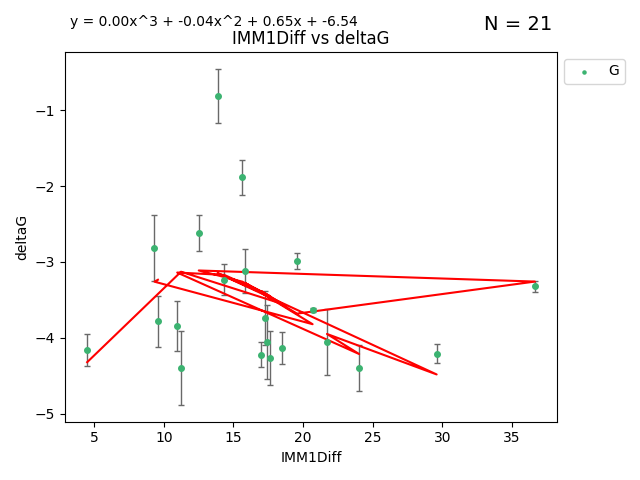 y = 0.00x^3 + -0.04x^2 + 0.65x + -6.54
N = 21
IMM1Diff vs deltaG
G
−1
−2
−3
−4
−5
deltaG
5 10 15 20 25 30 35
IMM1Diff